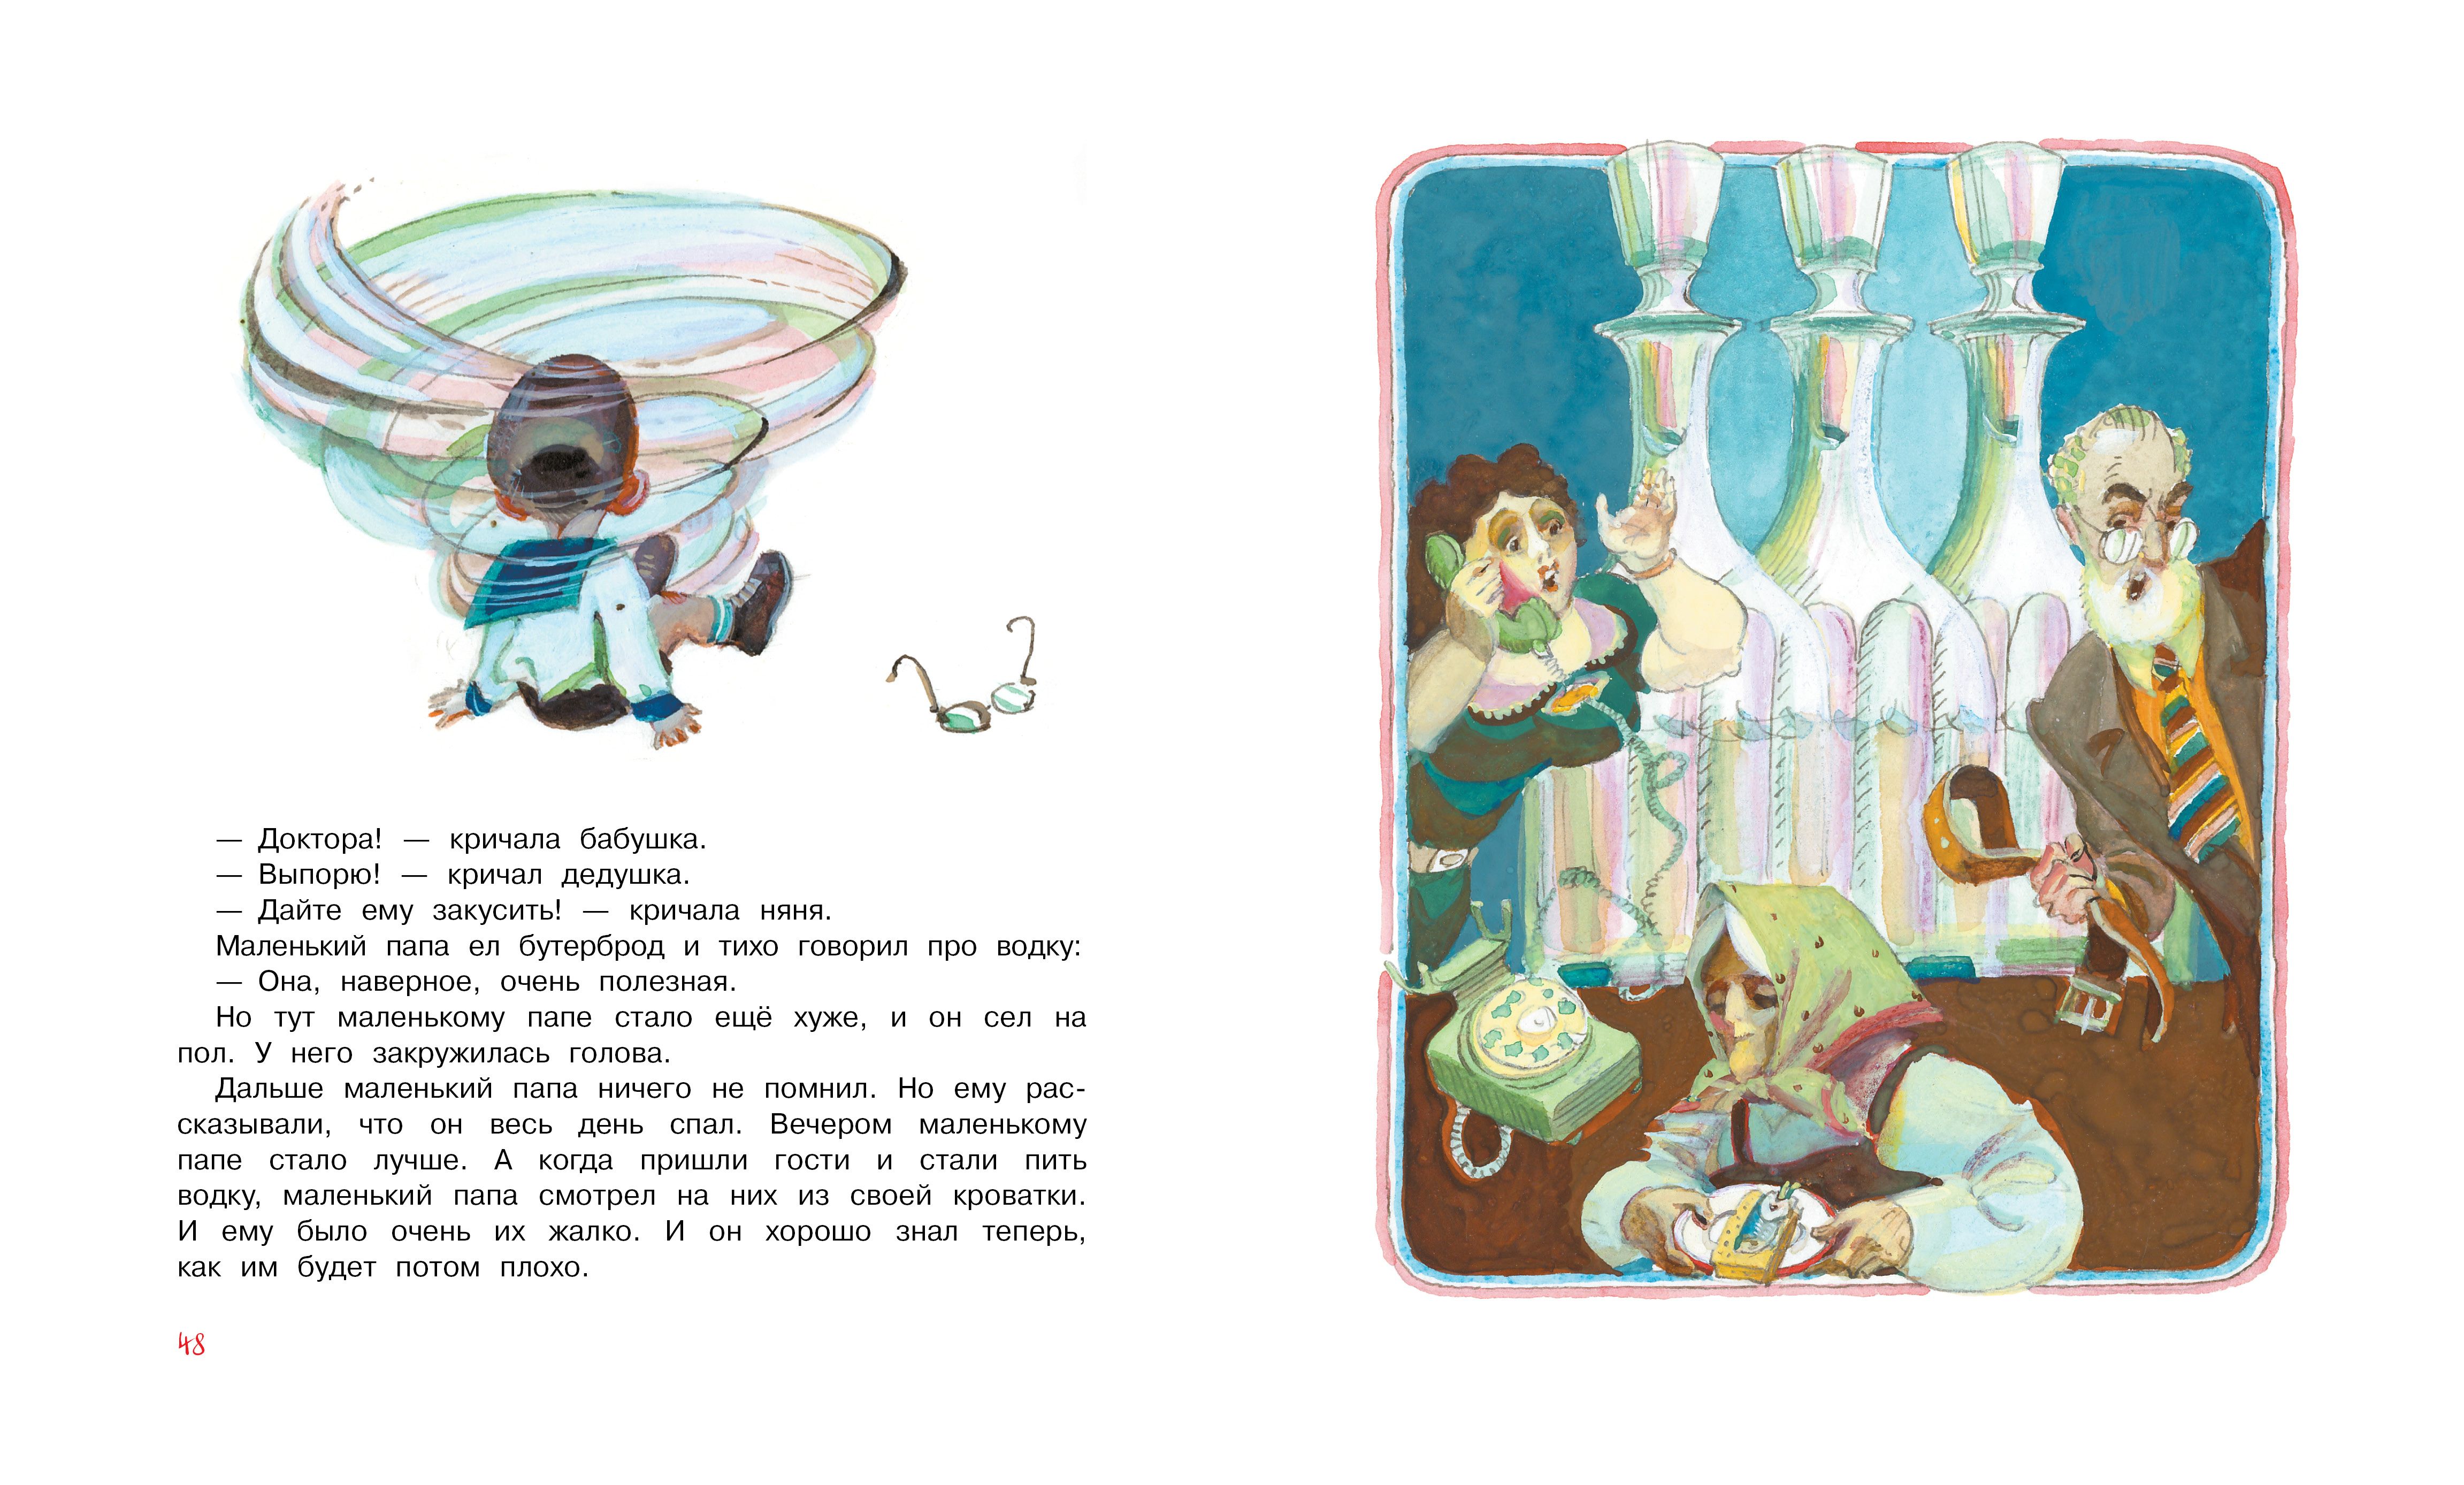 — Доктора! — кричала бабушка.
— Выпорю! — кричал дедушка.
— Дайте ему закусить! — кричала няня.
Маленький папа ел бутерброд и тихо говорил про водку:
— Она, наверное, очень полезная.
Но тут маленькому папе стало ещё хуже, и он сел на
пол. У него закружилась голова.
Дальше маленький папа ничего не помнил. Но ему рас-
сказывали, что он весь день спал. Вечером маленькому
папе стало лучше. А когда пришли гости и стали пить
водку, маленький папа смотрел на них из своей кроватки.
И ему было очень их жалко. И он хорошо знал теперь,
как им будет потом плохо.
48